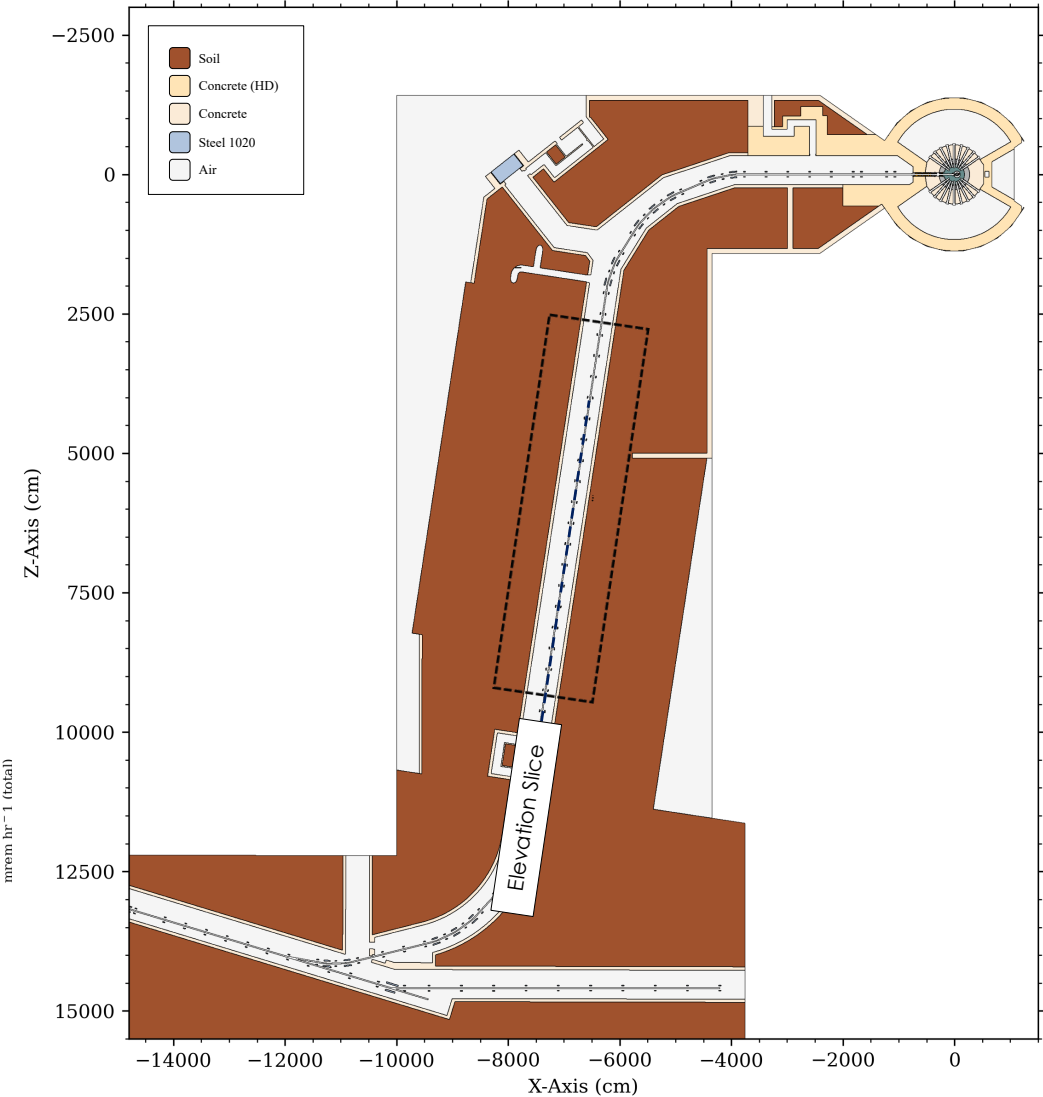 −2500
0
2500
5000
7500
10000
12500
15000
Z-Axis (cm)
mrem hr−1 (total)
Soil
Concrete (HD)
Concrete
Steel 1020
Air
Elevation Slice
−14000 −12000 −10000 −8000 −6000 −4000 −2000 0
X-Axis (cm)